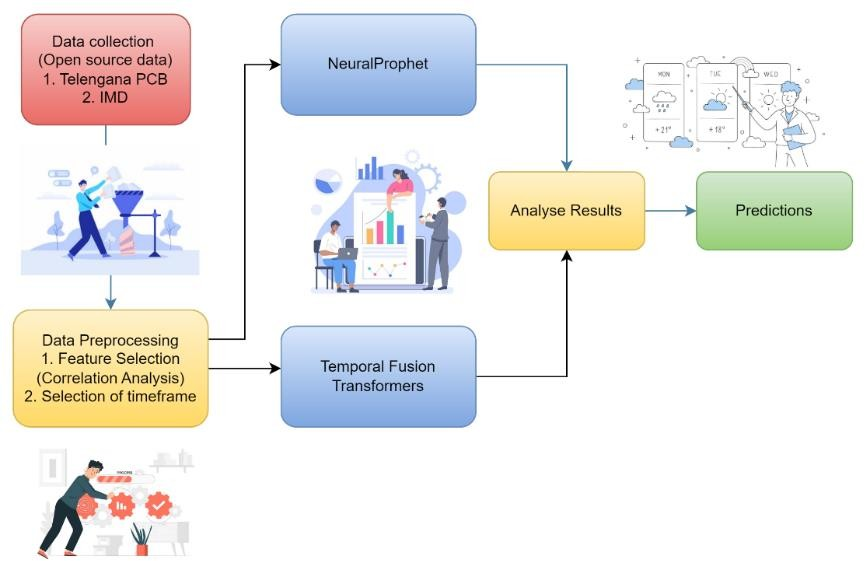 Data collection
(Open source data)
1. Telengana PCB
2. IMD
NeuralProphet
MON
TUE
WED
+21°
+18°
Analyse Results
Predictions
Data Preprocessing
1. Feature Selection
(Correlation Analysis)
2. Selection of timeframe
Temporal Fusion
Transformers